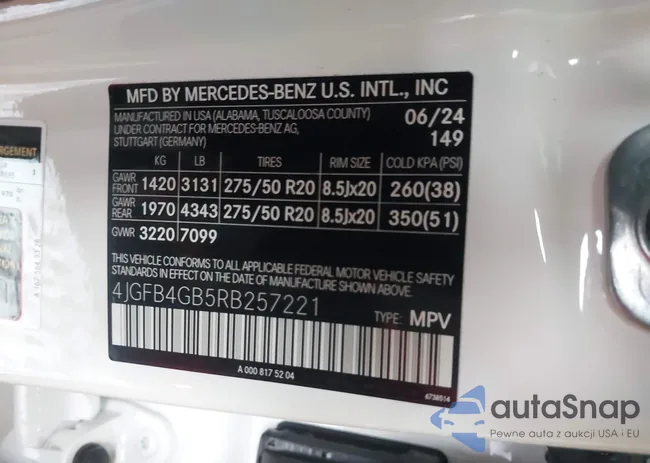 MFD BY MERCEDES-BENZ U.S. INTL., INC
MANUFACTURED IN USA (ALABAMA, TUSCALOOSA COUNTY) 06/24
UNDER CONTRACT FOR MERCEDES-BENZ AG, 149
STUTTGART (GERMANY)
KG LB TIRES RIM SIZE COLD KPA (PSI)
GAWR FRONT 1420 3131 275/50 R20 8.5Jx20 260(38)
GAWR REAR 1970 4343 275/50 R20 8.5Jx20 350(51)
GVWR 3220 7099
THIS VEHICLE CONFORMS TO ALL APPLICABLE FEDERAL MOTOR VEHICLE SAFETY
STANDARDS IN EFFECT ON THE DATE OF MANUFACTURE SHOWN ABOVE.
4JGFB4GB5RB257221
TYPE: MPV
A 000 817 52 04
6738514
autaSnap
Pewne auta z aukcji USA i EU